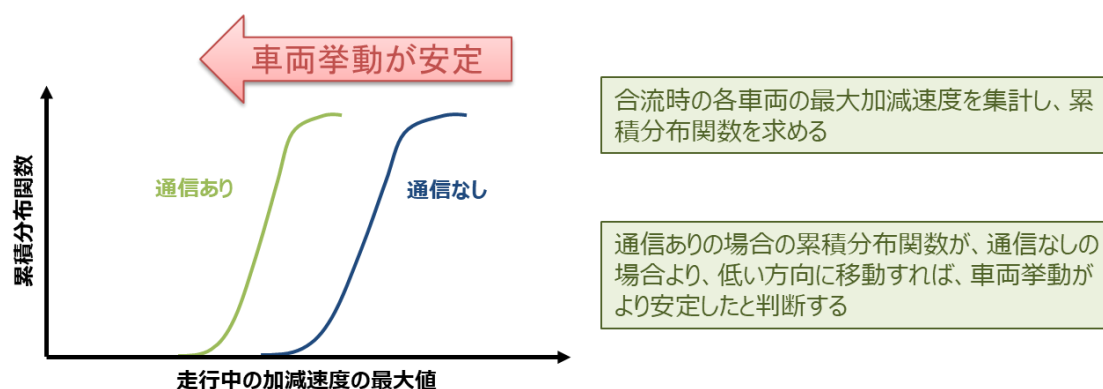 車両挙動が安定
累積分布関数
通信あり
通信なし
走行中の加減速度の最大値
合流時の各車両の最大加減速度を集計し、累
積分布関数を求める
通信ありの場合の累積分布関数が、通信なしの
場合より、低い方向に移動すれば、車両挙動が
より安定したと判断する